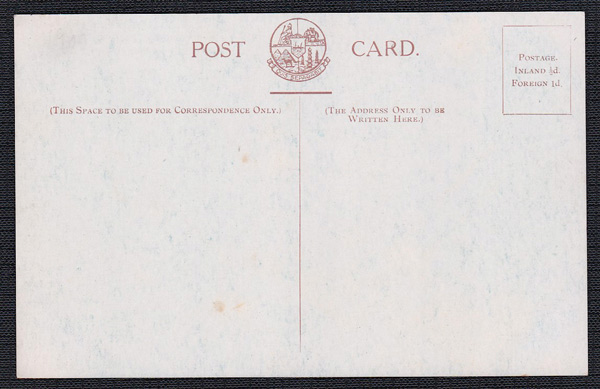 POST CARD.
POSTAGE.
INLAND ½d.
FOREIGN 1d.
(THIS SPACE TO BE USED FOR CORRESPONDENCE ONLY.)
(THE ADDRESS ONLY TO BE
WRITTEN HERE.)